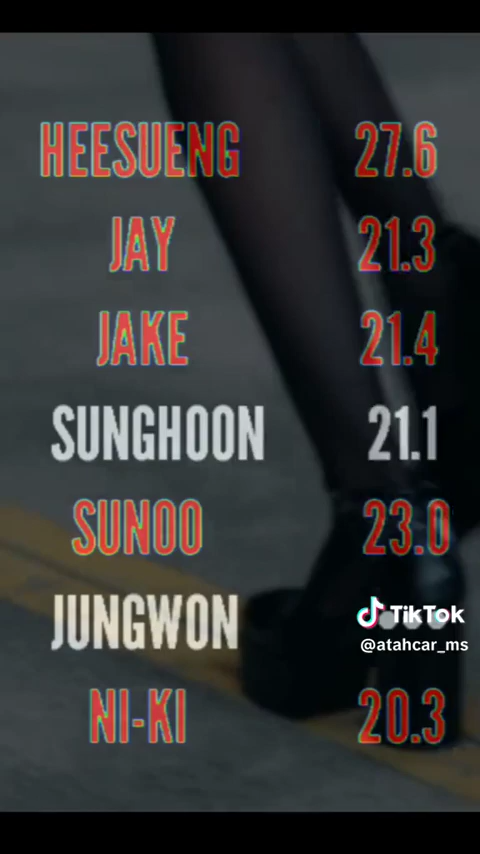 HEESUENG 27.6
JAY 21.3
JAKE 21.4
SUNGHOON 21.1
SUNOO 23.0
JUNGWON
TikTok
@atahcar_ms
NI-KI 20.3